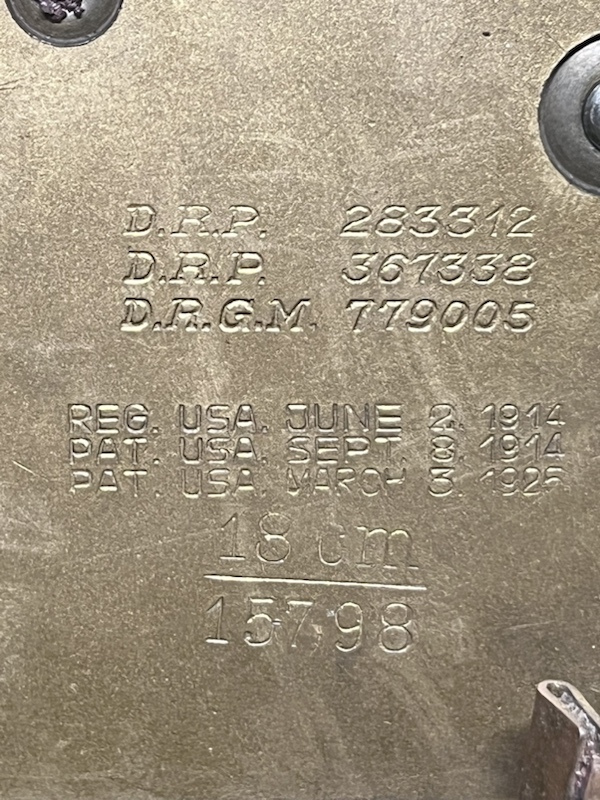 D.R.P. 283312
D.R.P. 367338
D.R.G.M. 779005
REG. USA. JUNE 2. 1914
PAT. USA. SEPT. 8. 1914
PAT. USA. MARCH 3. 1925
18 cm
15798